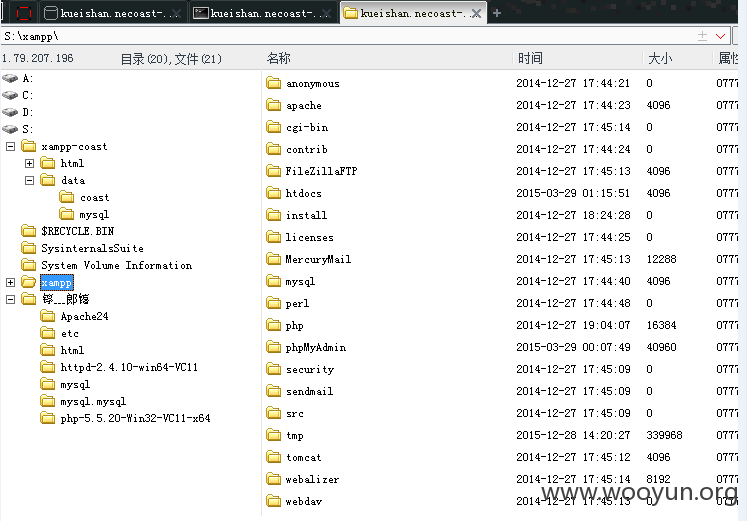 kueishan.necoast-... kueishan.necoast-... kueishan.necoast-...
S:\xampp\
1.79.207.196 目录(20),文件(21) 名称 时间 大小 属性
A:
C:
D:
S:
xampp-coast
html
data
coast
mysql
$RECYCLE.BIN
SysinternalsSuite
System Volume Information
xampp
Apache24
etc
html
httpd-2.4.10-win64-VC11
mysql
mysql.mysql
php-5.5.20-Win32-VC11-x64
anonymous 2014-12-27 17:44:21 0 0777
apache 2014-12-27 17:44:23 4096 0777
cgi-bin 2014-12-27 17:45:14 0 0777
contrib 2014-12-27 17:44:24 0 0777
FileZillaFTP 2014-12-27 17:45:13 4096 0777
htdocs 2015-03-29 01:15:51 4096 0777
install 2014-12-27 18:24:28 0 0777
licenses 2014-12-27 17:44:25 0 0777
MercuryMail 2014-12-27 17:45:13 12288 0777
mysql 2014-12-27 17:44:40 4096 0777
perl 2014-12-27 17:44:48 0 0777
php 2014-12-27 19:04:07 16384 0777
phpMyAdmin 2015-03-29 00:07:49 40960 0777
security 2014-12-27 17:45:09 0 0777
sendmail 2014-12-27 17:45:09 0 0777
src 2014-12-27 17:45:09 0 0777
tmp 2015-12-28 14:20:27 339968 0777
tomcat 2014-12-27 17:45:12 4096 0777
webalizer 2014-12-27 17:45:14 8192 0777
webdav 2014-12-27 17:45:13 0 0777
www.wooyun.org